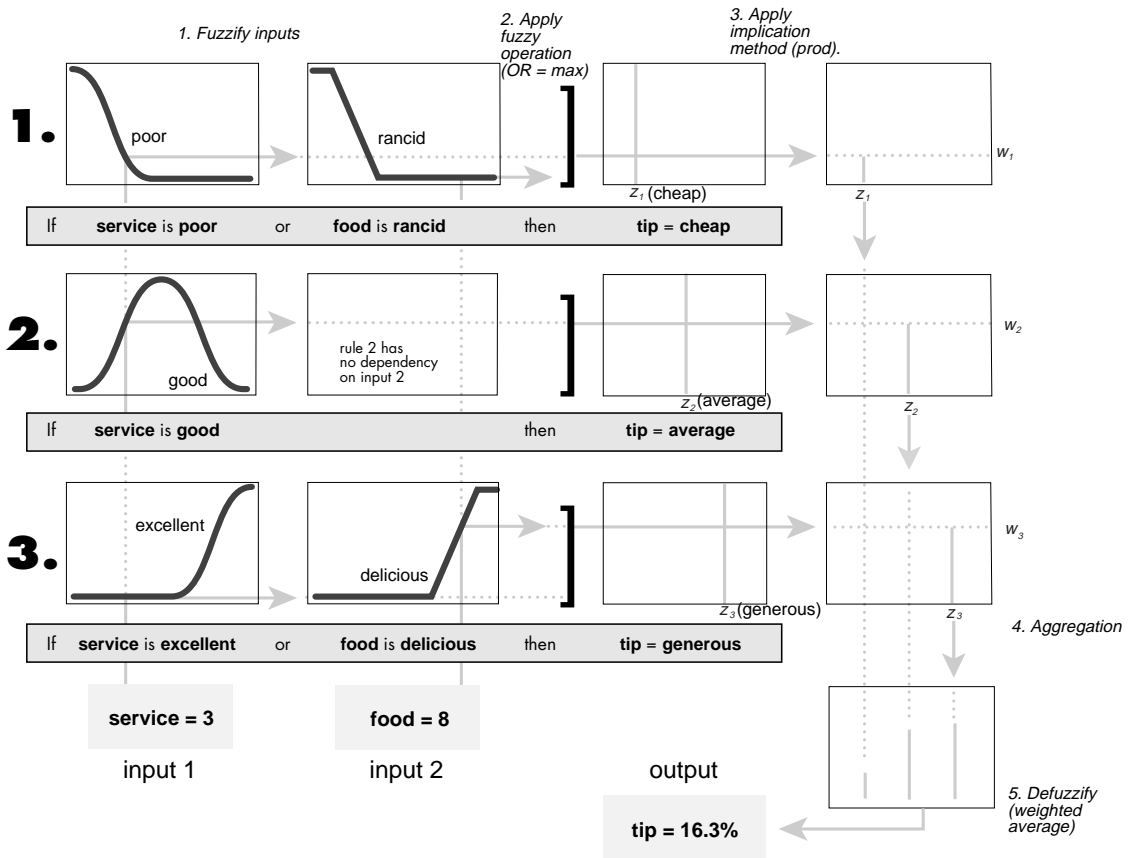 1. Fuzzify inputs
2. Apply
fuzzy
operation
(OR = max)
3. Apply
implication
method (prod).
1.
poor
rancid
z₁ (cheap)
w₁
z₁
If service is poor or food is rancid then tip = cheap
2.
good
rule 2 has
no dependency
on input 2
z₂ (average)
w₂
z₂
If service is good then tip = average
3.
excellent
delicious
z₃ (generous)
w₃
z₃
If service is excellent or food is delicious then tip = generous
4. Aggregation
service = 3
food = 8
input 1
input 2
output
tip = 16.3%
5. Defuzzify
(weighted
average)